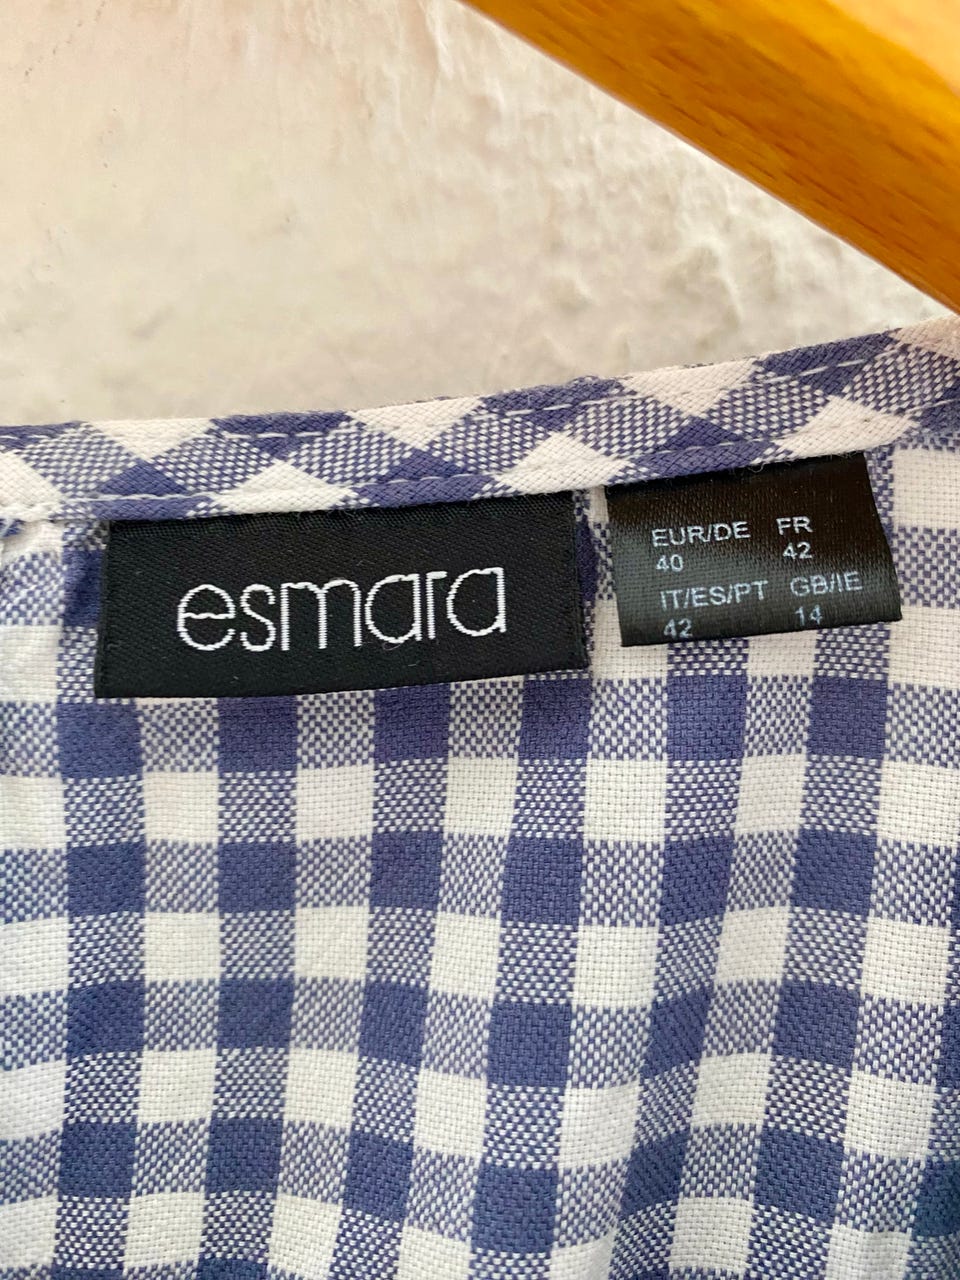 esmara
EUR/DE FR
40 42
IT/ES/PT GB/IE
42 14